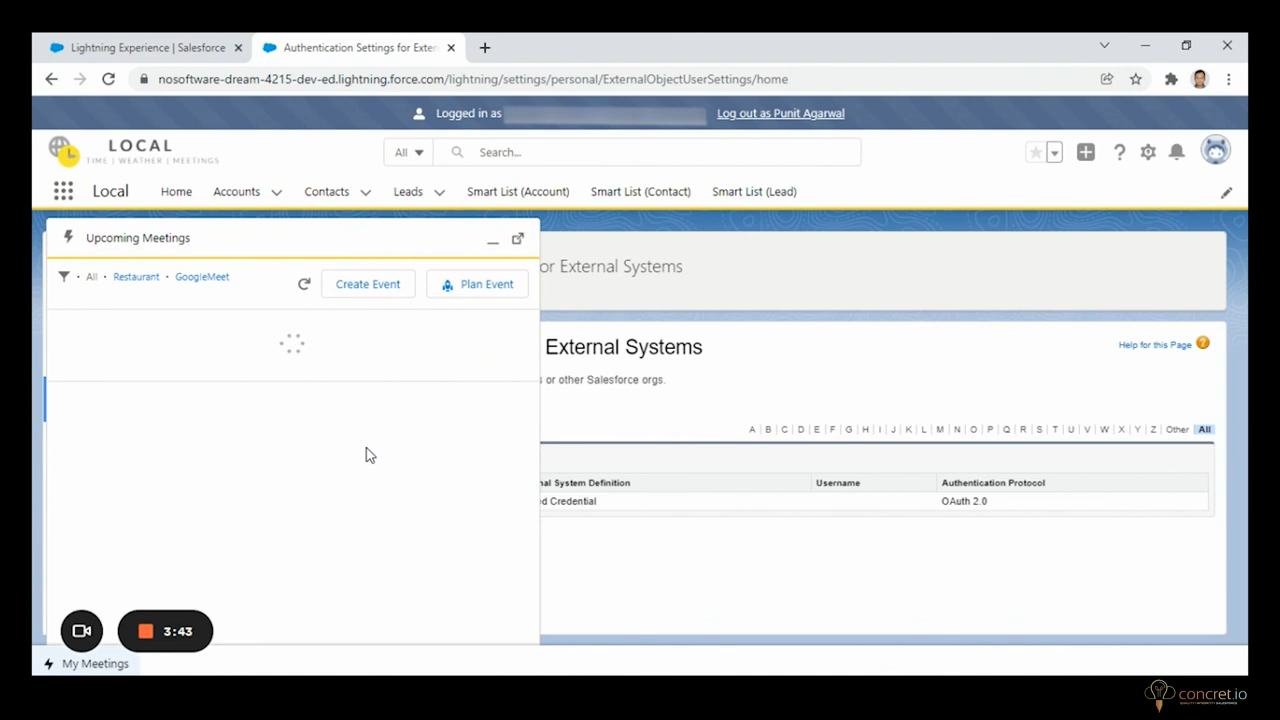 Lightning Experience | Salesforce
Authentication Settings for Exter
nosoftware-dream-4215-dev-ed.lightning.force.com/lightning/settings/personal/ExternalObjectUserSettings/home
Logged in as
Log out as Punit Agarwal
LOCAL
TIME | WEATHER | MEETINGS
All
Search...
Local
Home
Accounts
Contacts
Leads
Smart List (Account)
Smart List (Contact)
Smart List (Lead)
Upcoming Meetings
All · Restaurant · GoogleMeet
Create Event
Plan Event
or External Systems
External Systems
Help for this Page
s or other Salesforce orgs.
A | B | C | D | E | F | G | H | I | J | K | L | M | N | O | P | Q | R | S | T | U | V | W | X | Y | Z | Other All
nal System Definition Username Authentication Protocol
ed Credential OAuth 2.0
3:43
My Meetings
concret.io